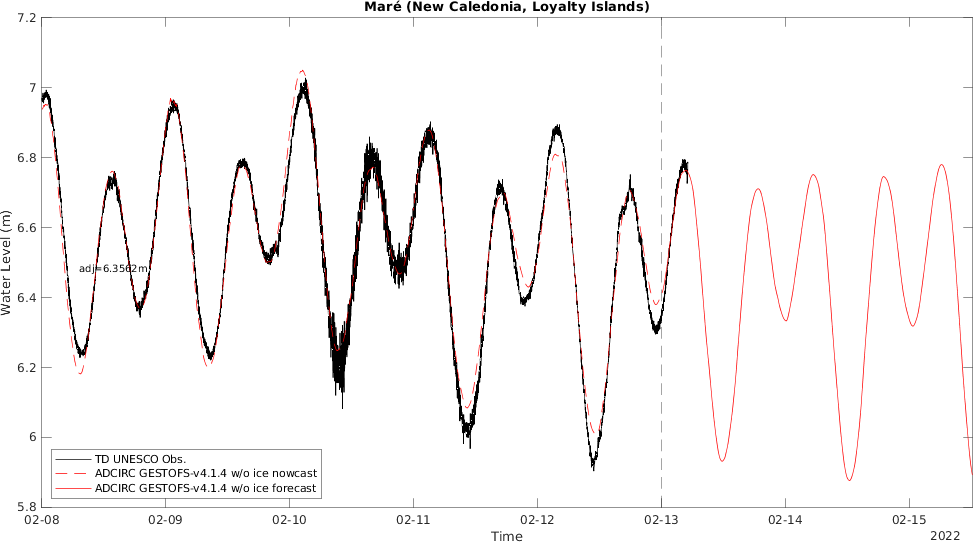 Maré (New Caledonia, Loyalty Islands)
7.2
7
6.8
6.6
6.4
6.2
6
5.8
Water Level (m)
adj=6.3562m
TD UNESCO Obs.
ADCIRC GESTOFS-v4.1.4 w/o ice nowcast
ADCIRC GESTOFS-v4.1.4 w/o ice forecast
02-08 02-09 02-10 02-11 02-12 02-13 02-14 02-15
Time
2022